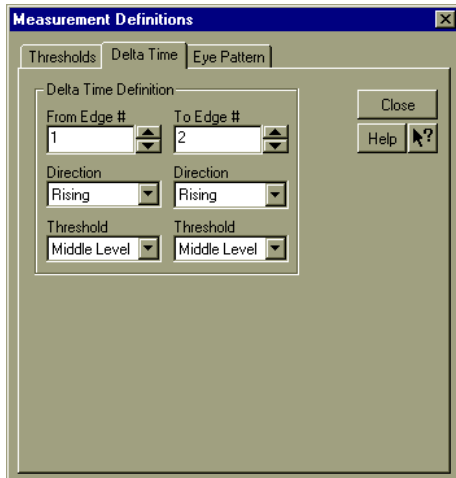 Measurement Definitions
Thresholds Delta Time Eye Pattern
Delta Time Definition
From Edge # To Edge #
1 2
Direction Direction
Rising Rising
Threshold Threshold
Middle Level Middle Level
Close
Help ?